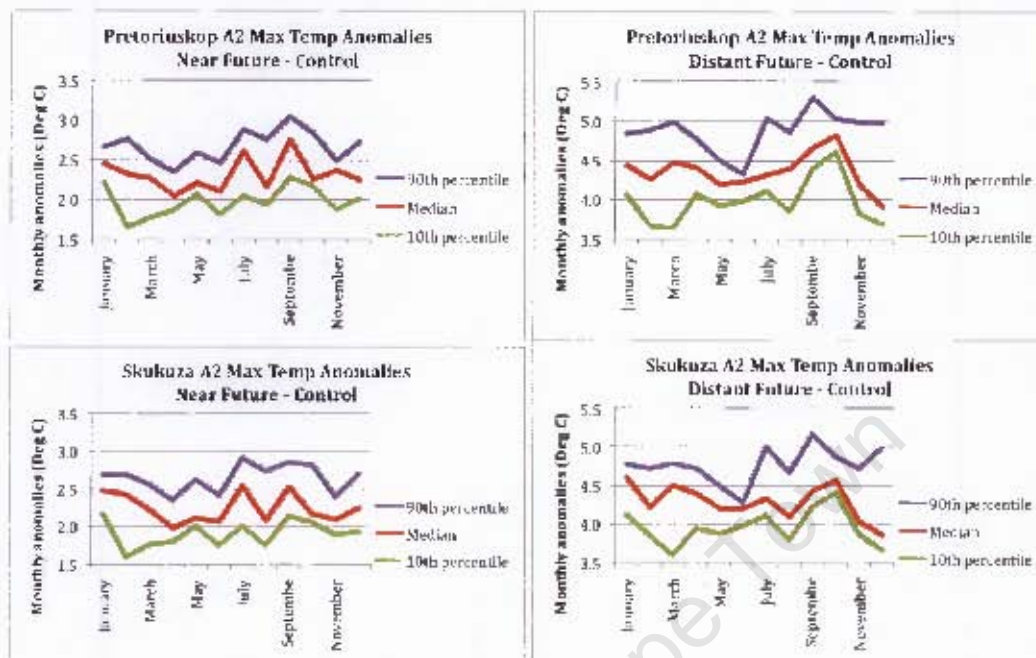 Pretoriuskop A2 Max Temp Anomalies
Near Future - Control
Monthly anomalies (Deg C)
3.5
3.0
2.5
2.0
1.5
January
March
May
July
Septembe
November
90th percentile
Median
10th percentile
Pretoriuskop A2 Max Temp Anomalies
Distant Future - Control
Monthly anomalies (Deg C)
5.5
5.0
4.5
4.0
3.5
January
March
May
July
Septembe
November
90th percentile
Median
10th percentile
Skukuza A2 Max Temp Anomalies
Near Future - Control
Monthly anomalies (Deg C)
3.5
3.0
2.5
2.0
1.5
January
March
May
July
Septembe
November
90th percentile
Median
10th percentile
Skukuza A2 Max Temp Anomalies
Distant Future - Control
Monthly anomalies (Deg C)
5.5
5.0
4.5
4.0
3.5
January
March
May
July
Septembe
November
90th percentile
Median
10th percentile
Town